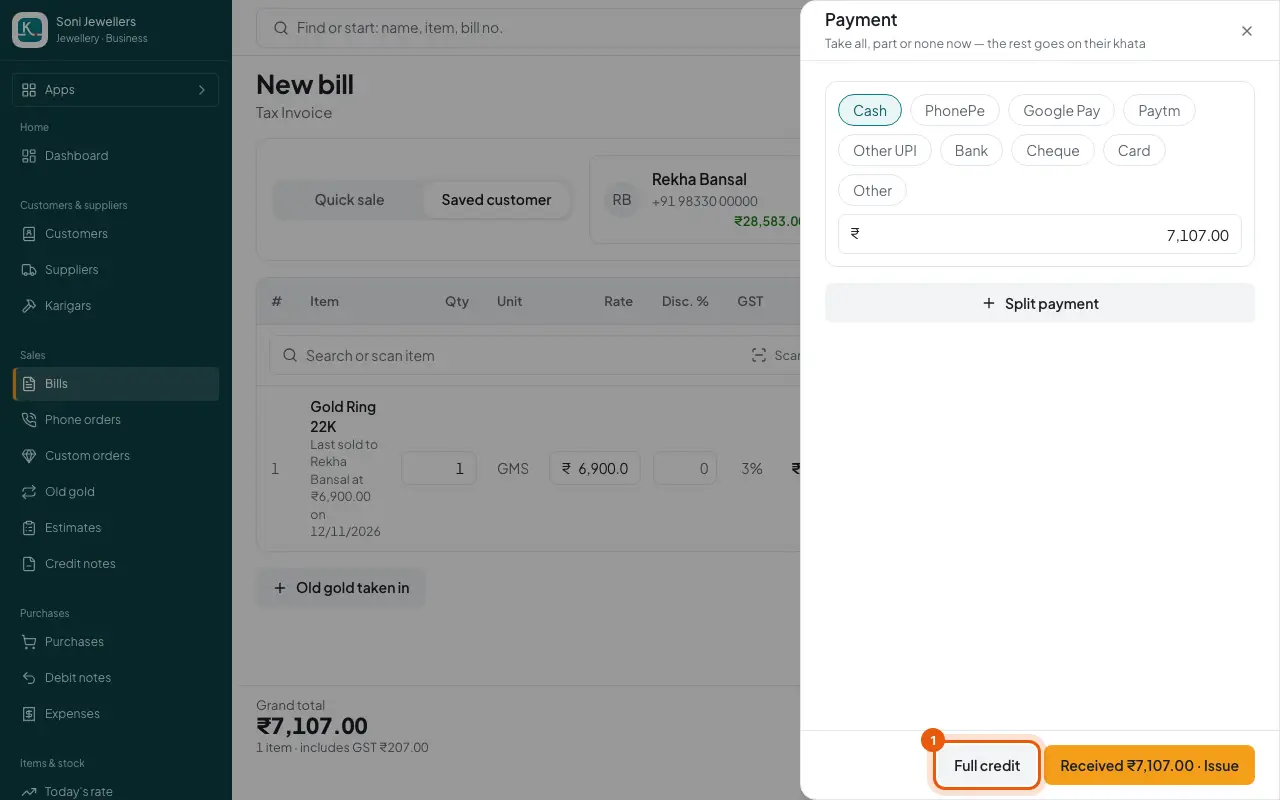 Soni Jewellers
Jewellery · Business
Apps
Home
Dashboard
Customers & suppliers
Customers
Suppliers
Karigars
Sales
Bills
Phone orders
Custom orders
Old gold
Estimates
Credit notes
Purchases
Purchases
Debit notes
Expenses
Items & stock
Today's rate
Find or start: name, item, bill no.
New bill
Tax Invoice
Quick sale
Saved customer
RB
Rekha Bansal
+91 98330 00000
₹28,583.0
# Item Qty Unit Rate Disc. % GST
Search or scan item
1
Gold Ring
22K
Last sold to
Rekha
Bansal at
₹6,900.00
on
12/11/2026
1 GMS ₹ 6,900.0 0 3% ₹
Old gold taken in
Grand total
₹7,107.00
1 item · includes GST ₹207.00
Payment
Take all, part or none now — the rest goes on their khata
Cash PhonePe Google Pay Paytm
Other UPI Bank Cheque Card
Other
₹ 7,107.00
+ Split payment
1
Full credit
Received ₹7,107.00 · Issue